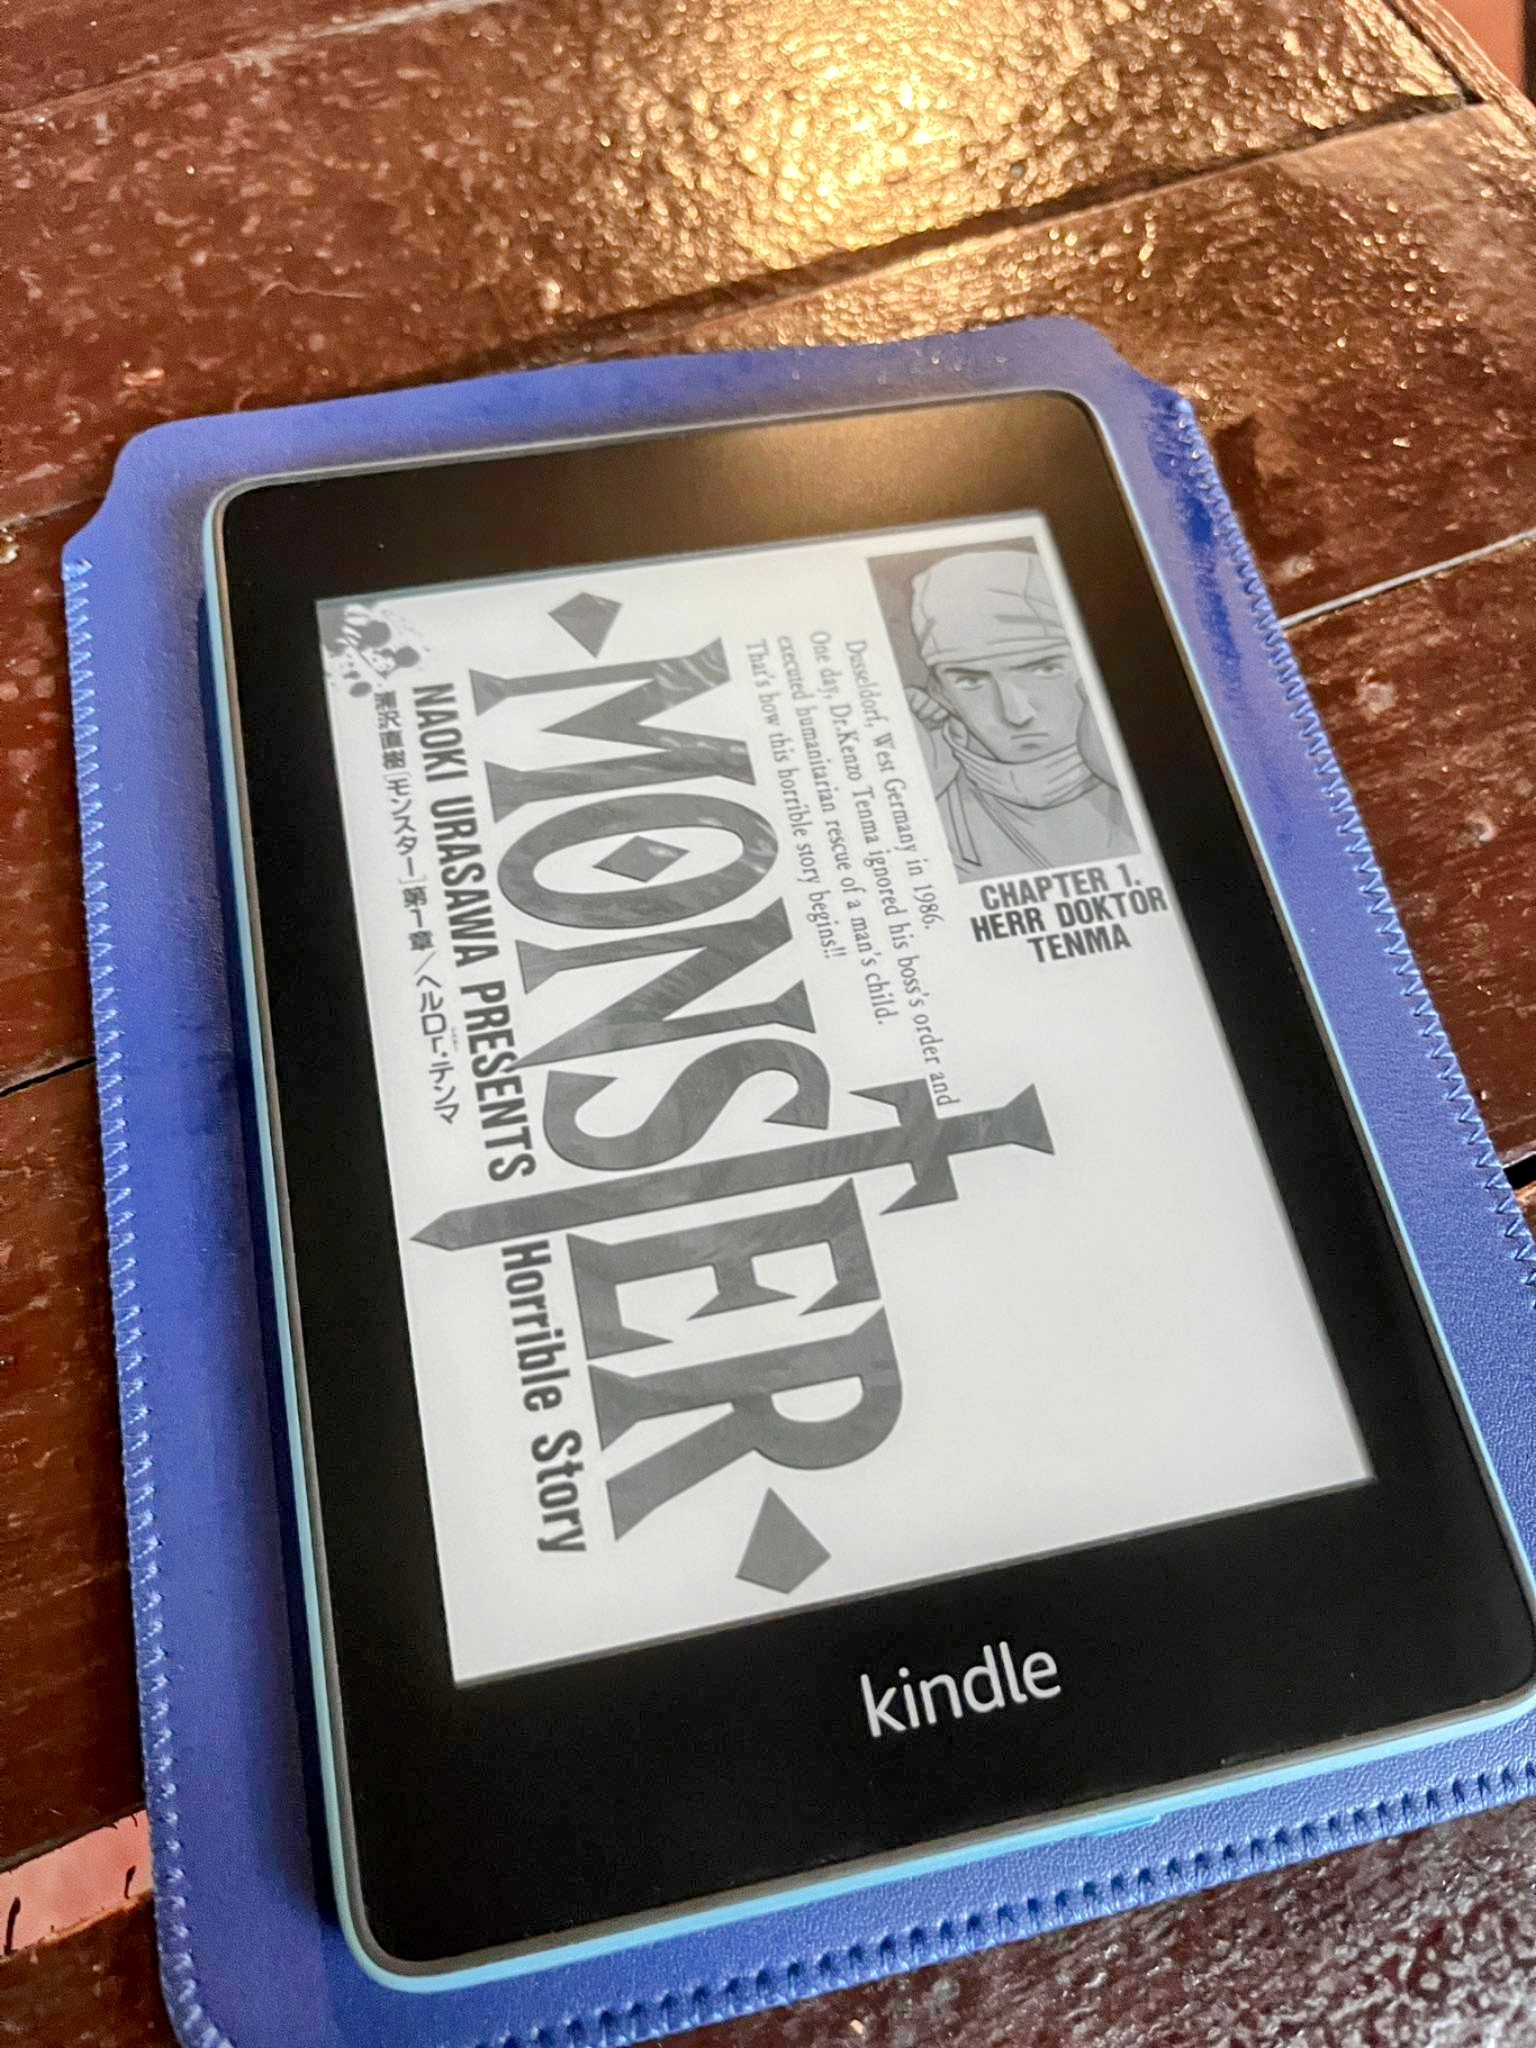 CHAPTER 1.
HERR DOKTOR
TENMA
Dusseldorf, West Germany in 1986.
One day, Dr.Kenzo Tenma ignored his boss's order and
executed humanitarian rescue of a man's child.
That's how this horrible story begins!!
MONSTER
NAOKI URASAWA PRESENTS Horrible Story
浦沢直樹[モンスター]第1章／ヘルDr.テンマ
kindle